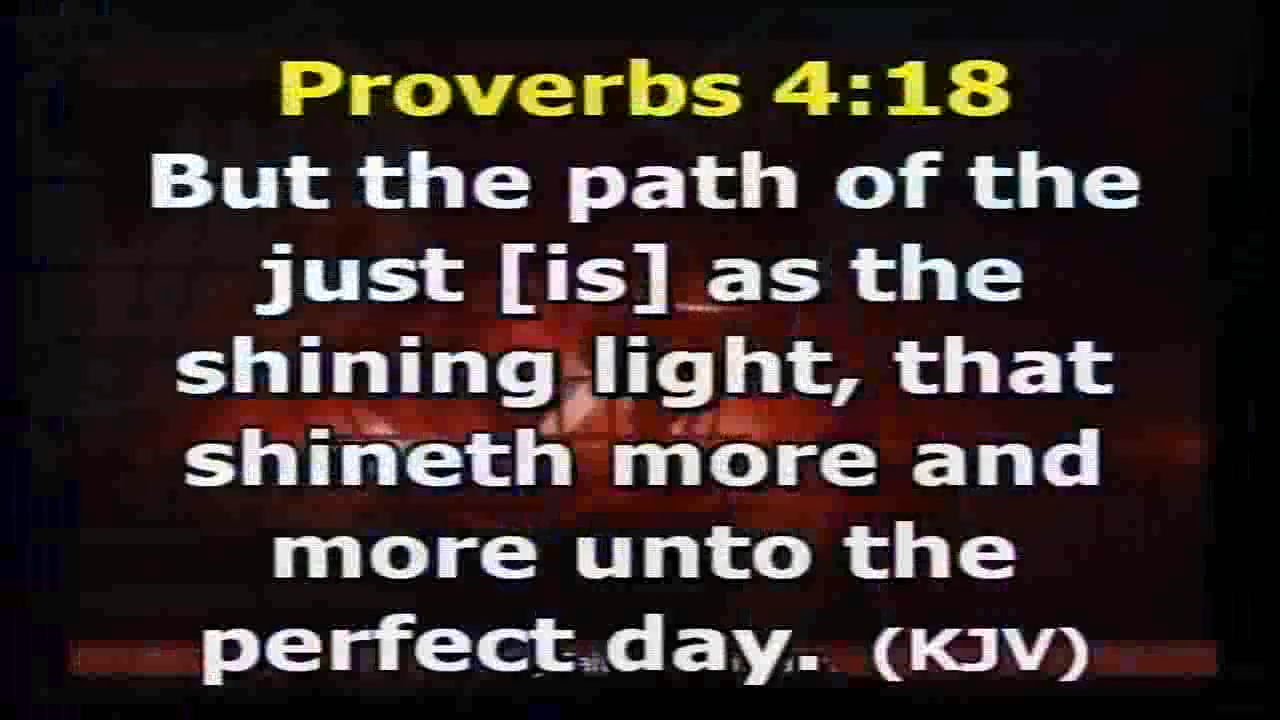 Proverbs 4:18
But the path of the
just [is] as the
shining light, that
shineth more and
more unto the
perfect day. (KJV)